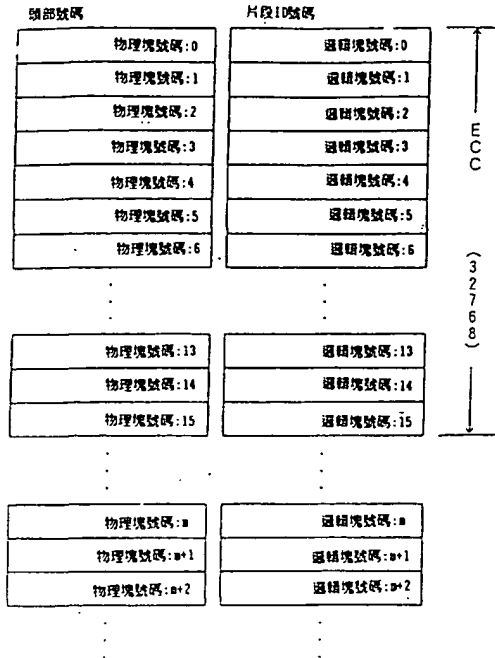 頭部號碼 片段ID號碼
物理塊號碼:0 邏輯塊號碼:0
物理塊號碼:1 邏輯塊號碼:1
物理塊號碼:2 邏輯塊號碼:2
物理塊號碼:3 邏輯塊號碼:3
物理塊號碼:4 邏輯塊號碼:4
物理塊號碼:5 邏輯塊號碼:5
物理塊號碼:6 邏輯塊號碼:6
ECC
(32768)
物理塊號碼:13 邏輯塊號碼:13
物理塊號碼:14 邏輯塊號碼:14
物理塊號碼:15 邏輯塊號碼:15
物理塊號碼:m 邏輯塊號碼:m
物理塊號碼:m+1 邏輯塊號碼:m+1
物理塊號碼:m+2 邏輯塊號碼:m+2